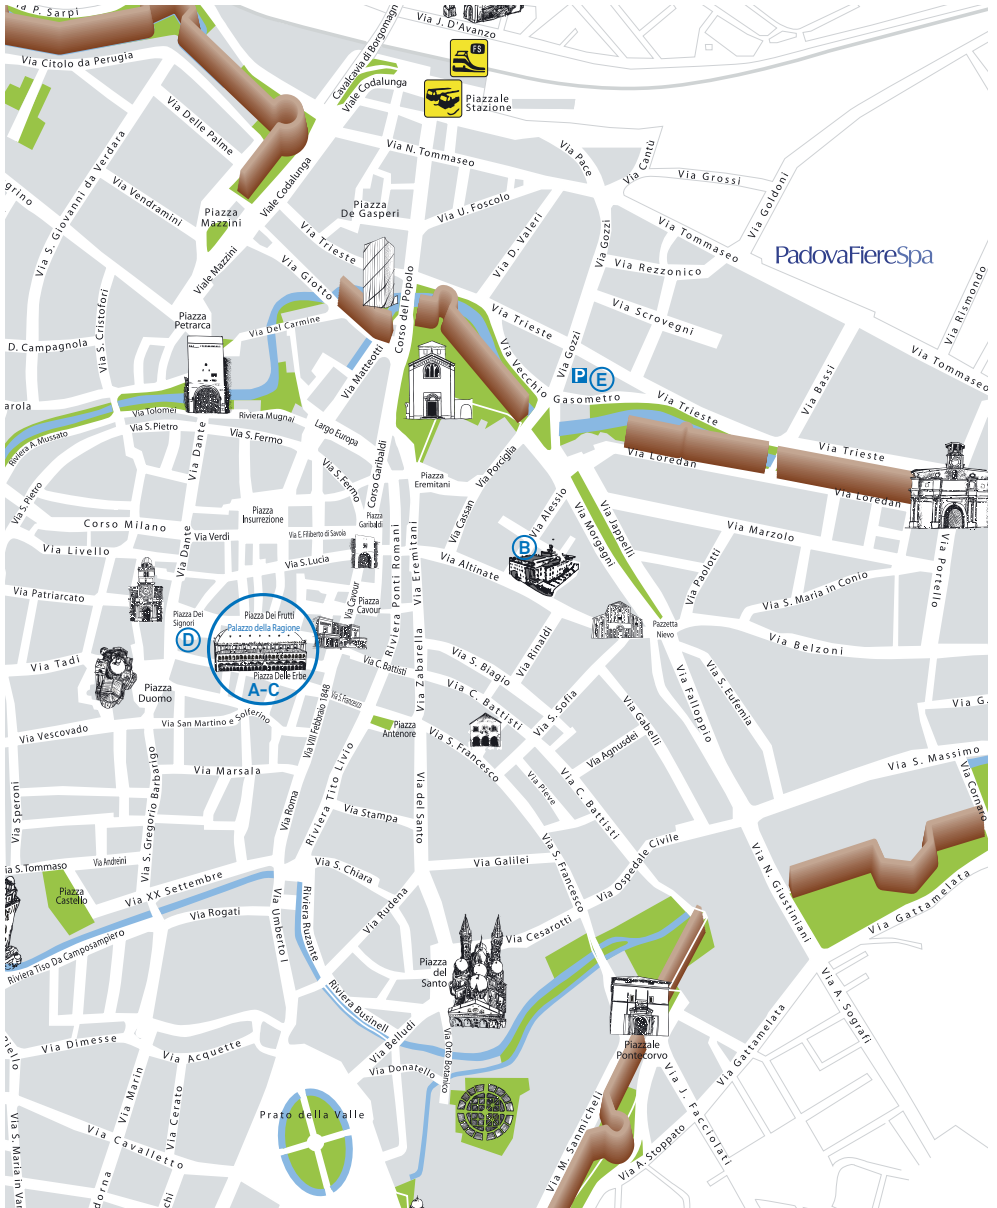 ia P. Sarpi
Via J. D'Avanzo
Cavalcavia di Borgomagn
FS
Via Citolo da Perugia
Viale Codalunga
Piazzale
Stazione
Via Delle Palme
Via N. Tommaseo
Via Pace
Via Cantù
Via Grossi
Via Goldoni
Via S. Giovanni da Verdara
grino
Via Vendramini
Viale Codalunga
Piazza
Mazzini
Piazza
De Gasperi
Via U. Foscolo
Via D. Valeri
Via Gozzi
Via Tommaseo
PadovaFiereSpa
Via Trieste
Viale Mazzini
Via Giotto
Via Rezzonico
Via Rismondo
Via S. Cristofori
Corso del Popolo
Via Scrovegni
Via Trieste
Piazza
Petrarca
Via Del Carmine
D. Campagnola
Via Matteotti
Via Vecchio
Via Gozzi
Via Tommaseo
Via Bassi
P
E
Gasometro
Via Trieste
arola
Via Tolomei
Riviera Mugnai
Riviera A. Mussato
Via S. Pietro
Via Dante
Via S. Fermo
Largo Europa
Via S. Fermo
Corso Garibaldi
Via Porciglia
Via Loredan
Via Trieste
Via Loredan
Piazza
Eremitani
Via S. Pietro
Piazza
Insurrezione
Piazza
Garibaldi
Via Cassan
Via Alessio
Via Jappelli
Via Morgagni
Corso Milano
Via Dante
Via Verdi
Via E. Filiberto di Savoia
Riviera Ponti Romani
Via Eremitani
Via Marzolo
Via Livello
Via S. Lucia
B
Via Altinate
Via Paolotti
Via Portello
Via Patriarcato
Via Cavour
Piazza
Cavour
Via S. Maria in Conio
Piazza Dei
Signori
D
Piazza Dei Frutti
Palazzo della Ragione
Piazzetta
Nievo
Via Belzoni
Via Rinaldi
Via Tadi
Piazza Delle Erbe
A-C
Via C. Battisti
Via Zabarella
Via S. Biagio
Via C. Battisti
Via S. Sofia
Via Falloppio
Via S. Eufemia
Piazza
Duomo
Via S. Francesco
Via G.
Via San Martino e Solferino
Via VIII Febbraio 1848
Piazza
Antenore
Via Gabelli
Via Vescovado
Via S. Francesco
Via Agnusdei
Via S. Massimo
Via Marsala
Riviera Tito Livio
Via Pieve
Via C. Battisti
Via Cornaro
Via Speroni
Via S. Gregorio Barbarigo
Via Roma
Via Stampa
Via del Santo
Via Ospedale Civile
Via Andreini
ia S. Tommaso
Via S. Chiara
Via Galilei
Via S. Francesco
Via N. Giustiniani
Piazza
Castello
Via XX Settembre
Via Rogati
Via Umberto I
Riviera Ruzante
Via Rudena
Via Cesarotti
Via Gattamelata
Riviera Tiso Da Camposampiero
Piazza
del
Santo
Via A. Sografi
Riviera Businell
Via Belludi
Via Dimesse
Via Acquette
Via Orto Botanico
Piazzale
Pontecorvo
Via Gattamelata
Via Donatello
Via Marin
Via Cerato
Prato della Valle
Via M. Sanmicheli
Via J. Facciolati
Via Cavalletto
Via A. Stoppato
Via S. Maria in Van
dorna
chi